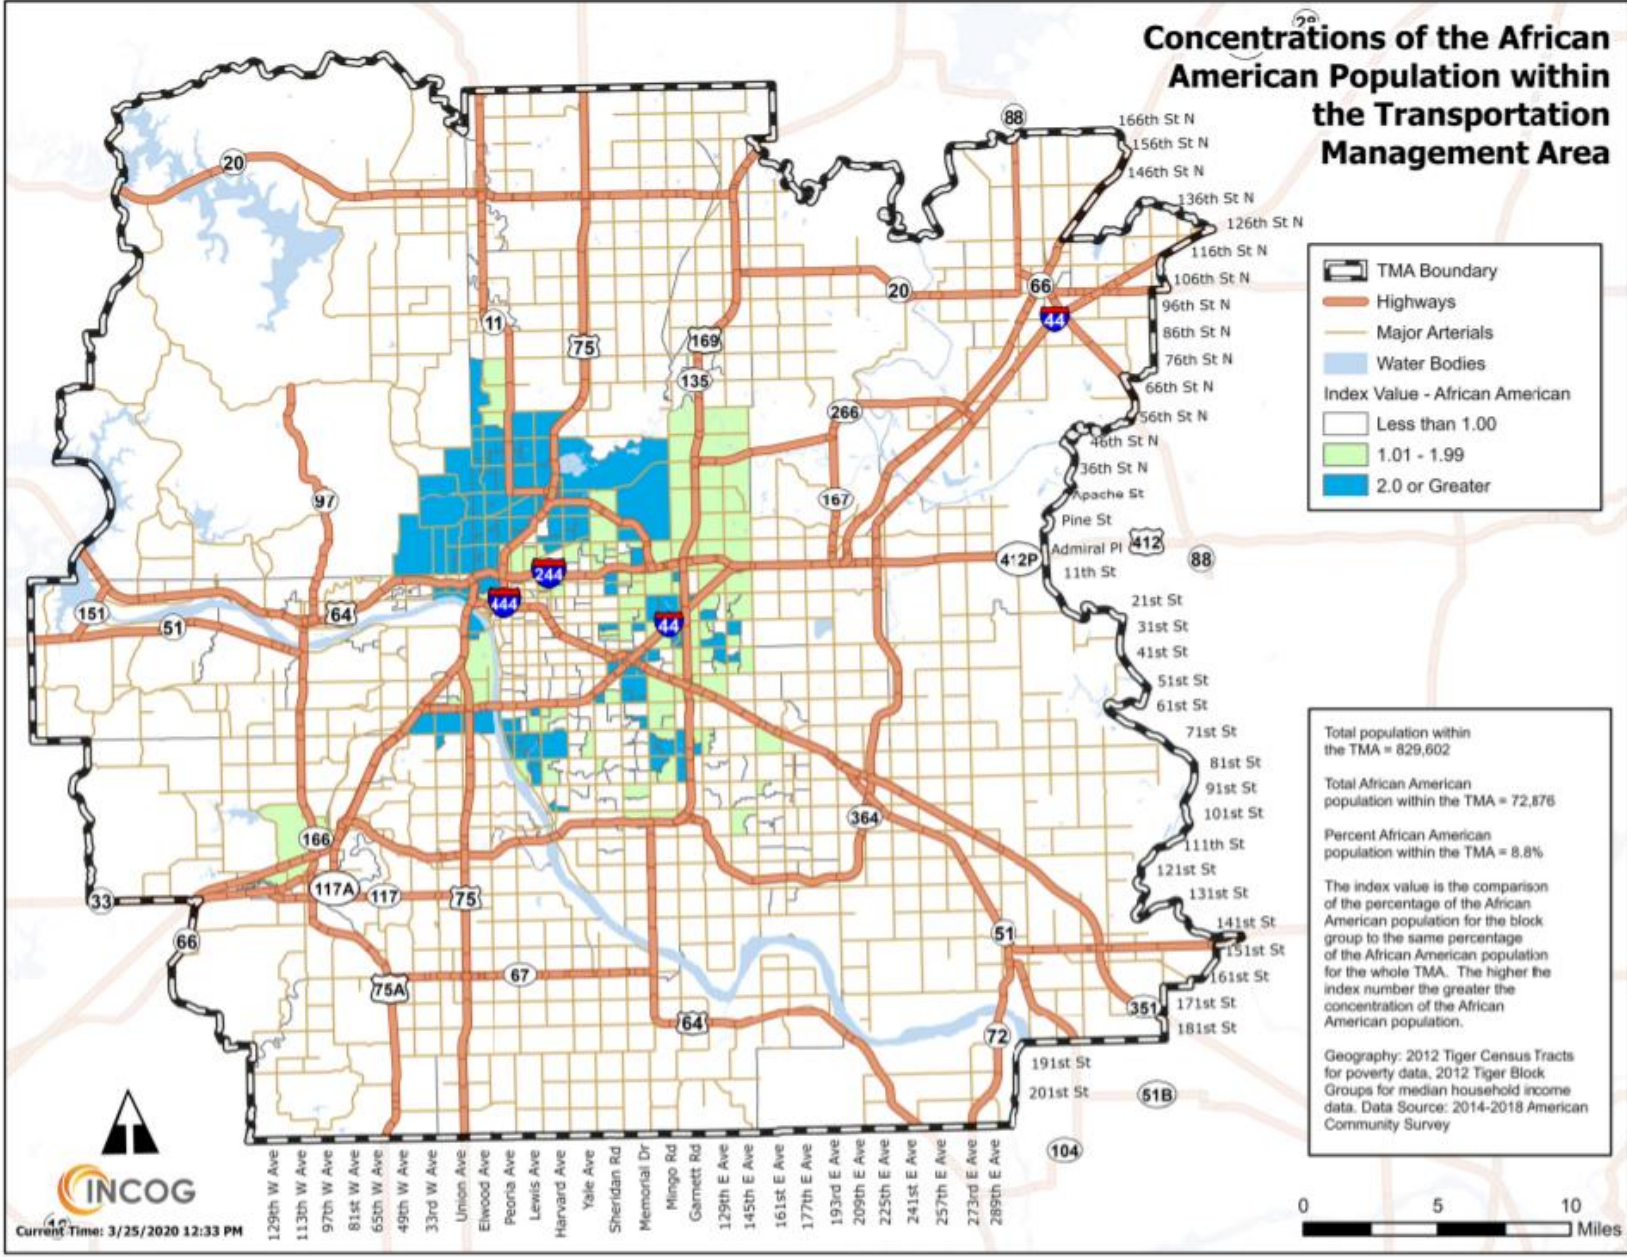 Concentrations of the African
American Population within
the Transportation
Management Area
TMA Boundary
Highways
Major Arterials
Water Bodies
Index Value - African American
Less than 1.00
1.01 - 1.99
2.0 or Greater
Total population within
the TMA = 829,602
Total African American
population within the TMA = 72,876
Percent African American
population within the TMA = 8.8%
The index value is the comparison
of the percentage of the African
American population for the block
group to the same percentage
of the African American population
for the whole TMA. The higher the
index number the greater the
concentration of the African
American population.
Geography: 2012 Tiger Census Tracts
for poverty data, 2012 Tiger Block
Groups for median household income
data. Data Source: 2014-2018 American
Community Survey
0 5 10
Miles
166th St N
156th St N
146th St N
136th St N
126th St N
116th St N
106th St N
96th St N
86th St N
76th St N
66th St N
56th St N
46th St N
36th St N
Apache St
Pine St
Admiral Pl
11th St
21st St
31st St
41st St
51st St
61st St
71st St
81st St
91st St
101st St
111th St
121st St
131st St
141st St
151st St
161st St
171st St
181st St
191st St
201st St
88
20
66
44
20
11
75
169
135
266
97
167
412P
412
88
244
444
44
64
151
51
166
364
117A
117
75
33
66
51
75A
67
64
351
72
51B
104
129th W Ave
113th W Ave
97th W Ave
81st W Ave
65th W Ave
49th W Ave
33rd W Ave
Union Ave
Elwood Ave
Peoria Ave
Lewis Ave
Harvard Ave
Yale Ave
Sheridan Rd
Memorial Dr
Mingo Rd
Garnett Rd
129th E Ave
145th E Ave
161st E Ave
177th E Ave
193rd E Ave
209th E Ave
225th E Ave
241st E Ave
257th E Ave
273rd E Ave
289th E Ave
INCOG
Current Time: 3/25/2020 12:33 PM